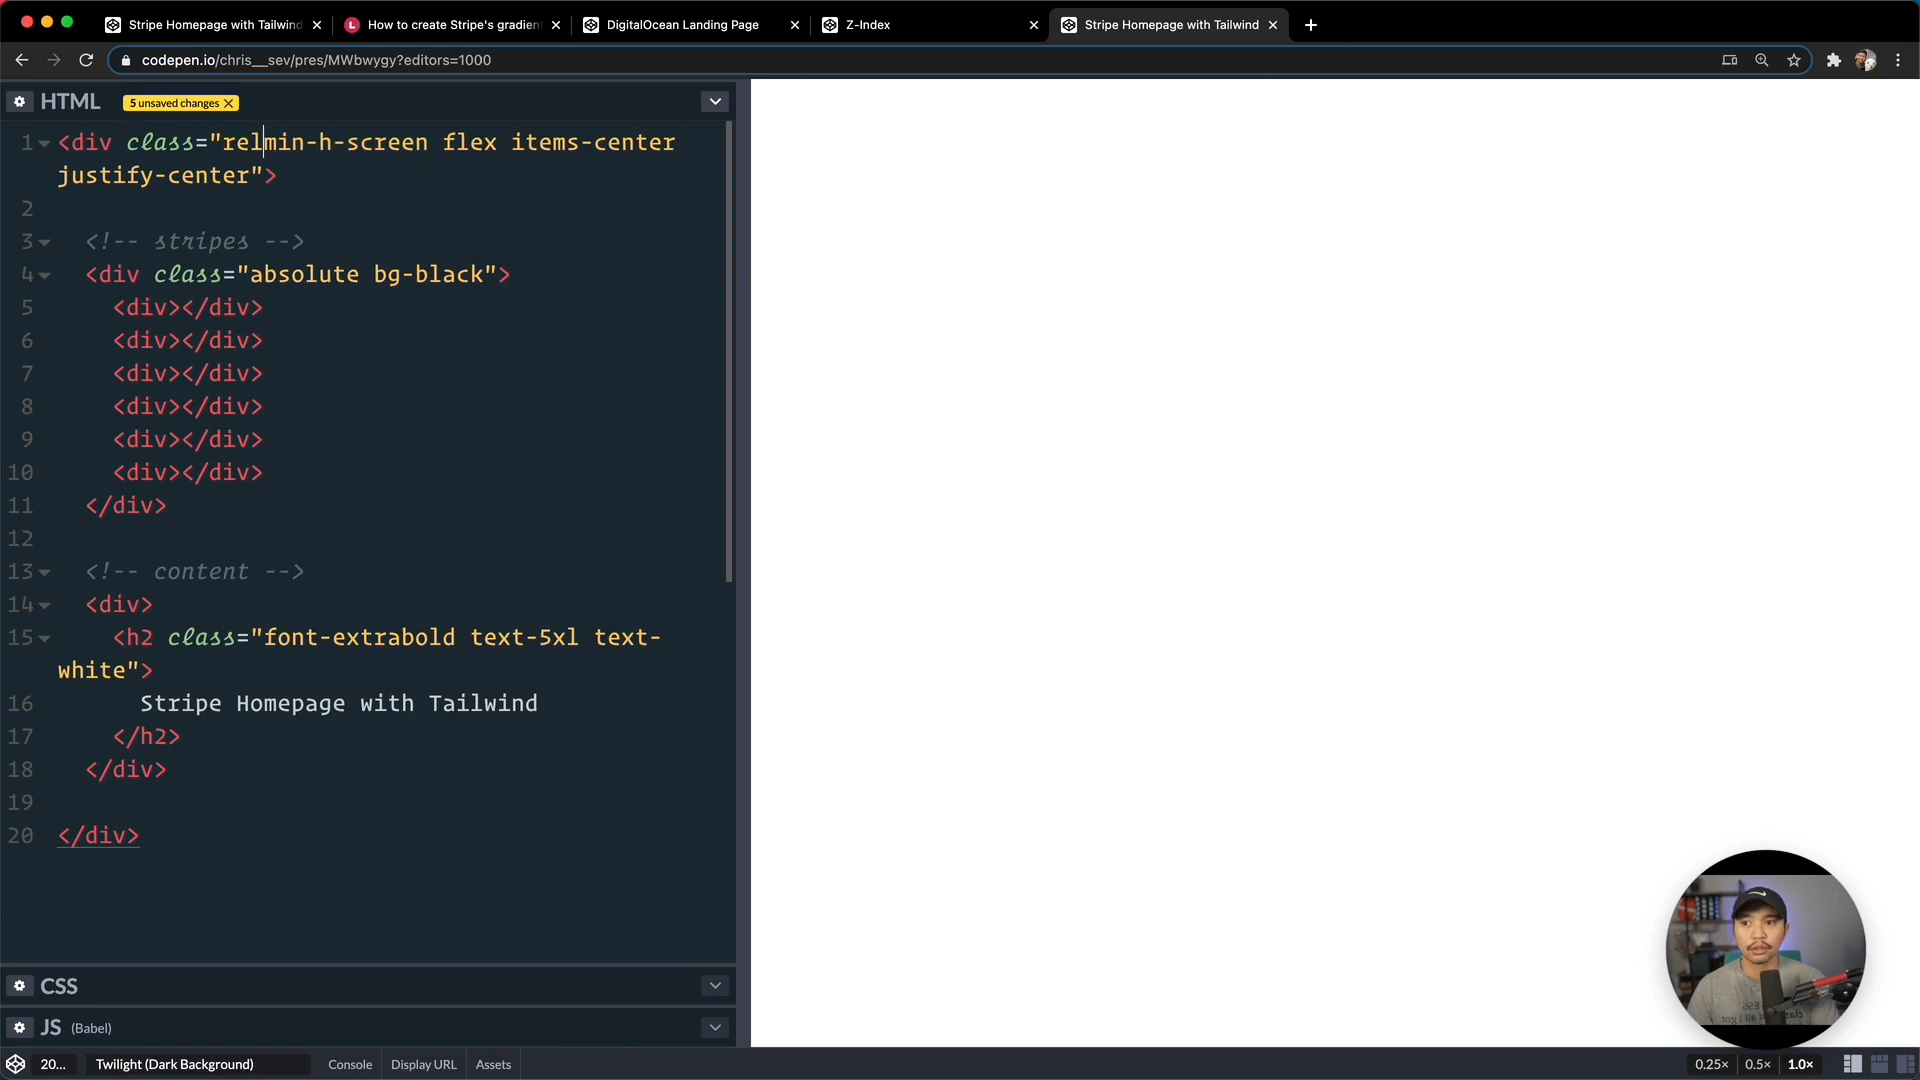 Stripe Homepage with Tailwind
How to create Stripe's gradien
DigitalOcean Landing Page
Z-Index
Stripe Homepage with Tailwind
codepen.io/chris__sev/pres/MWbwygy?editors=1000
HTML
5 unsaved changes
1 <div class="relmin-h-screen flex items-center
justify-center">
2
3 <!-- stripes -->
4 <div class="absolute bg-black">
5 <div></div>
6 <div></div>
7 <div></div>
8 <div></div>
9 <div></div>
10 <div></div>
11 </div>
12
13 <!-- content -->
14 <div>
15 <h2 class="font-extrabold text-5xl text-
white">
16 Stripe Homepage with Tailwind
17 </h2>
18 </div>
19
20 </div>
CSS
JS (Babel)
20... Twilight (Dark Background) Console Display URL Assets
0.25× 0.5× 1.0×